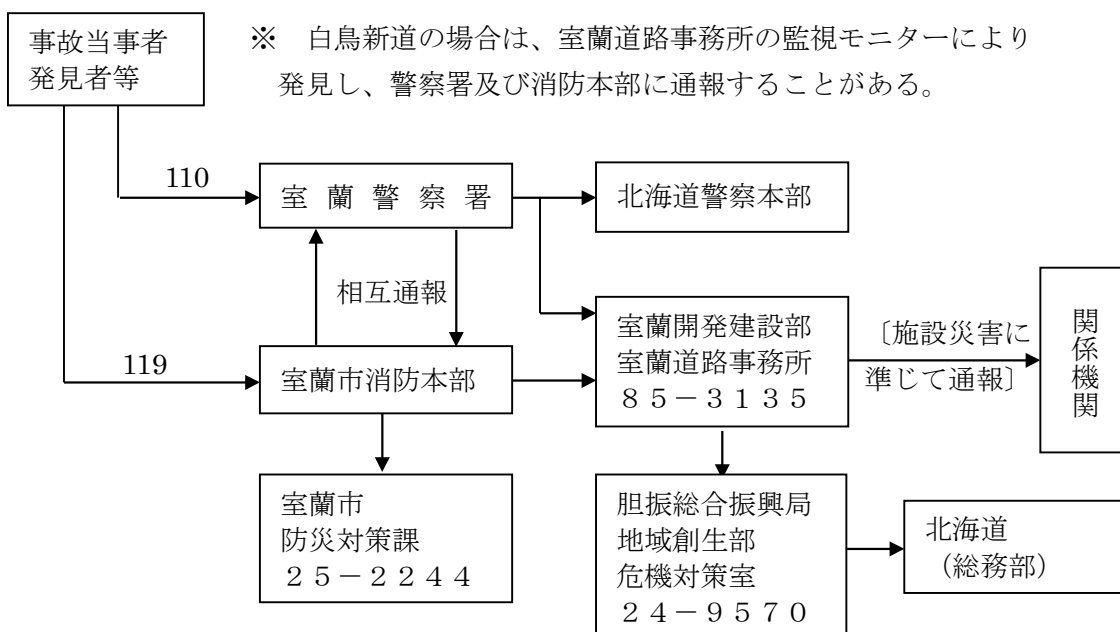 事故当事者
発見者等
※　白鳥新道の場合は、室蘭道路事務所の監視モニターにより
発見し、警察署及び消防本部に通報することがある。
110
室　蘭　警　察　署
北海道警察本部
相互通報
119
室蘭市消防本部
室蘭開発建設部
室蘭道路事務所
８５－３１３５
〔施設災害に
準じて通報〕
関係機関
室蘭市
防災対策課
２５－２２４４
胆振総合振興局
地域創生部
危機対策室
２４－９５７０
北海道
（総務部）